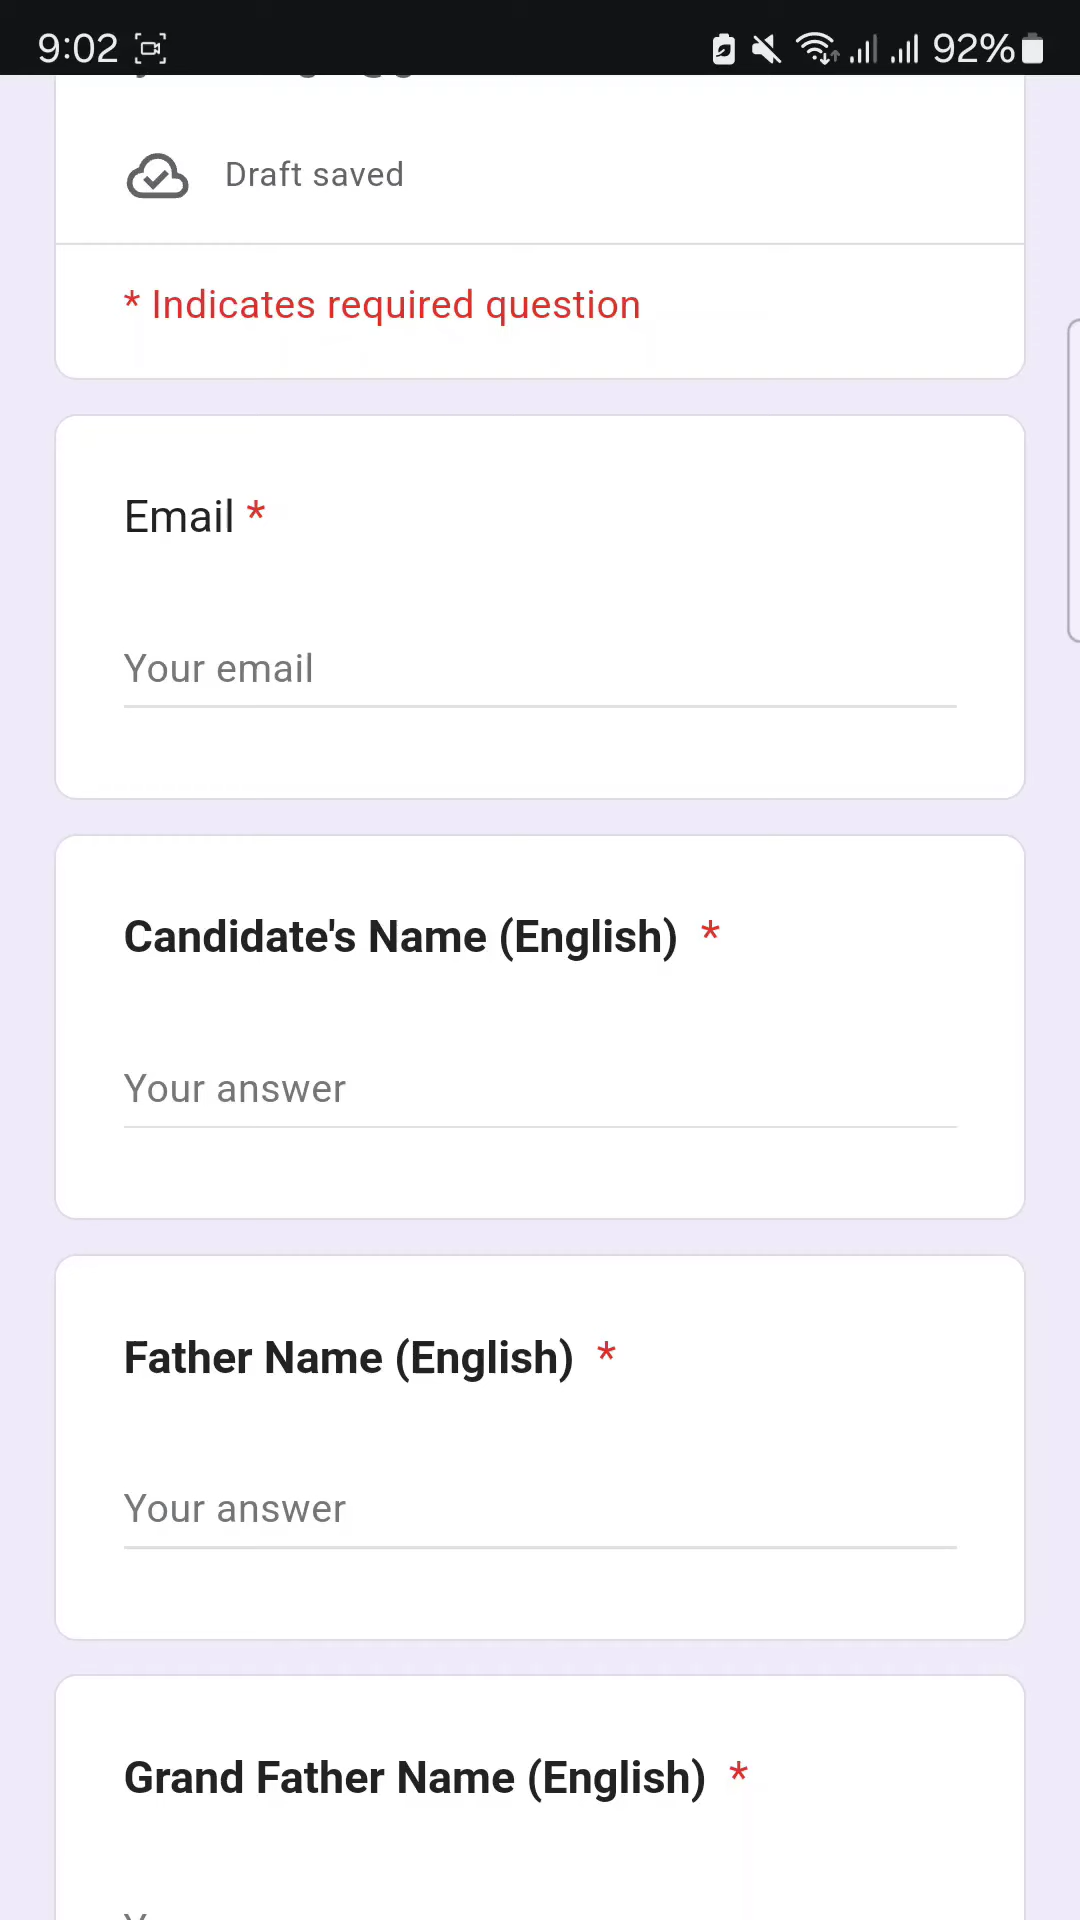 9:02 92%
Draft saved
* Indicates required question
Email *
Your email
Candidate's Name (English) *
Your answer
Father Name (English) *
Your answer
Grand Father Name (English) *